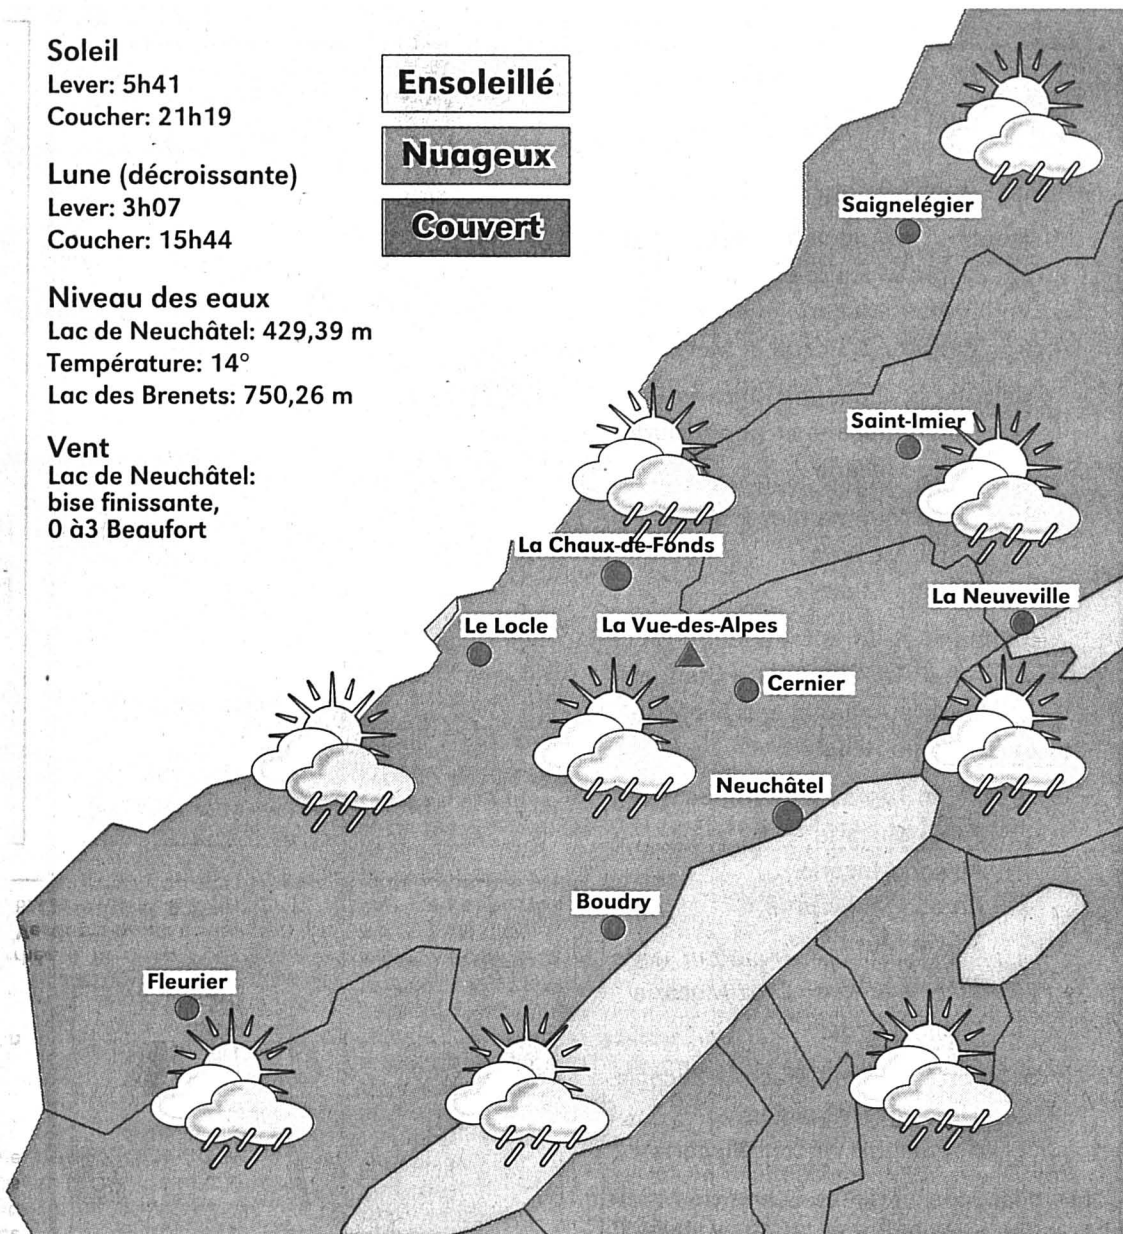 Soleil
Lever: 5h41
Coucher: 21h19
Lune (décroissante)
Lever: 3h07
Coucher: 15h44
Niveau des eaux
Lac de Neuchâtel: 429,39 m
Température: 14°
Lac des Brenets: 750,26 m
Vent
Lac de Neuchâtel:
bise finissante,
0 à3 Beaufort
Ensoleillé
Nuageux
Couvert
Saignelégier
Saint-Imier
La Chaux-de-Fonds
La Neuveville
Le Locle
La Vue-des-Alpes
Cernier
Neuchâtel
Boudry
Fleurier